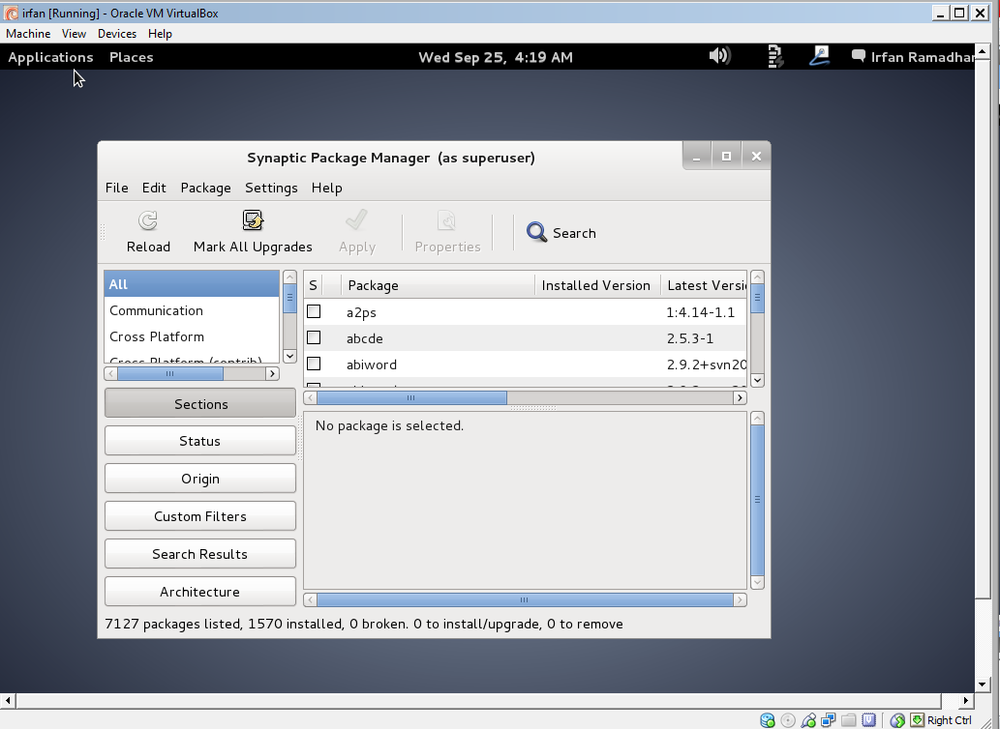 irfan [Running] - Oracle VM VirtualBox
Machine View Devices Help
Applications Places Wed Sep 25, 4:19 AM Irfan Ramadhan
Synaptic Package Manager (as superuser)
File Edit Package Settings Help
Reload Mark All Upgrades Apply Properties Search
All
Communication
Cross Platform
Cross Platform (contrib)
S Package Installed Version Latest Versi
a2ps 1:4.14-1.1
abcde 2.5.3-1
abiword 2.9.2+svn20
Sections
Status
Origin
Custom Filters
Search Results
Architecture
No package is selected.
7127 packages listed, 1570 installed, 0 broken. 0 to install/upgrade, 0 to remove
Right Ctrl